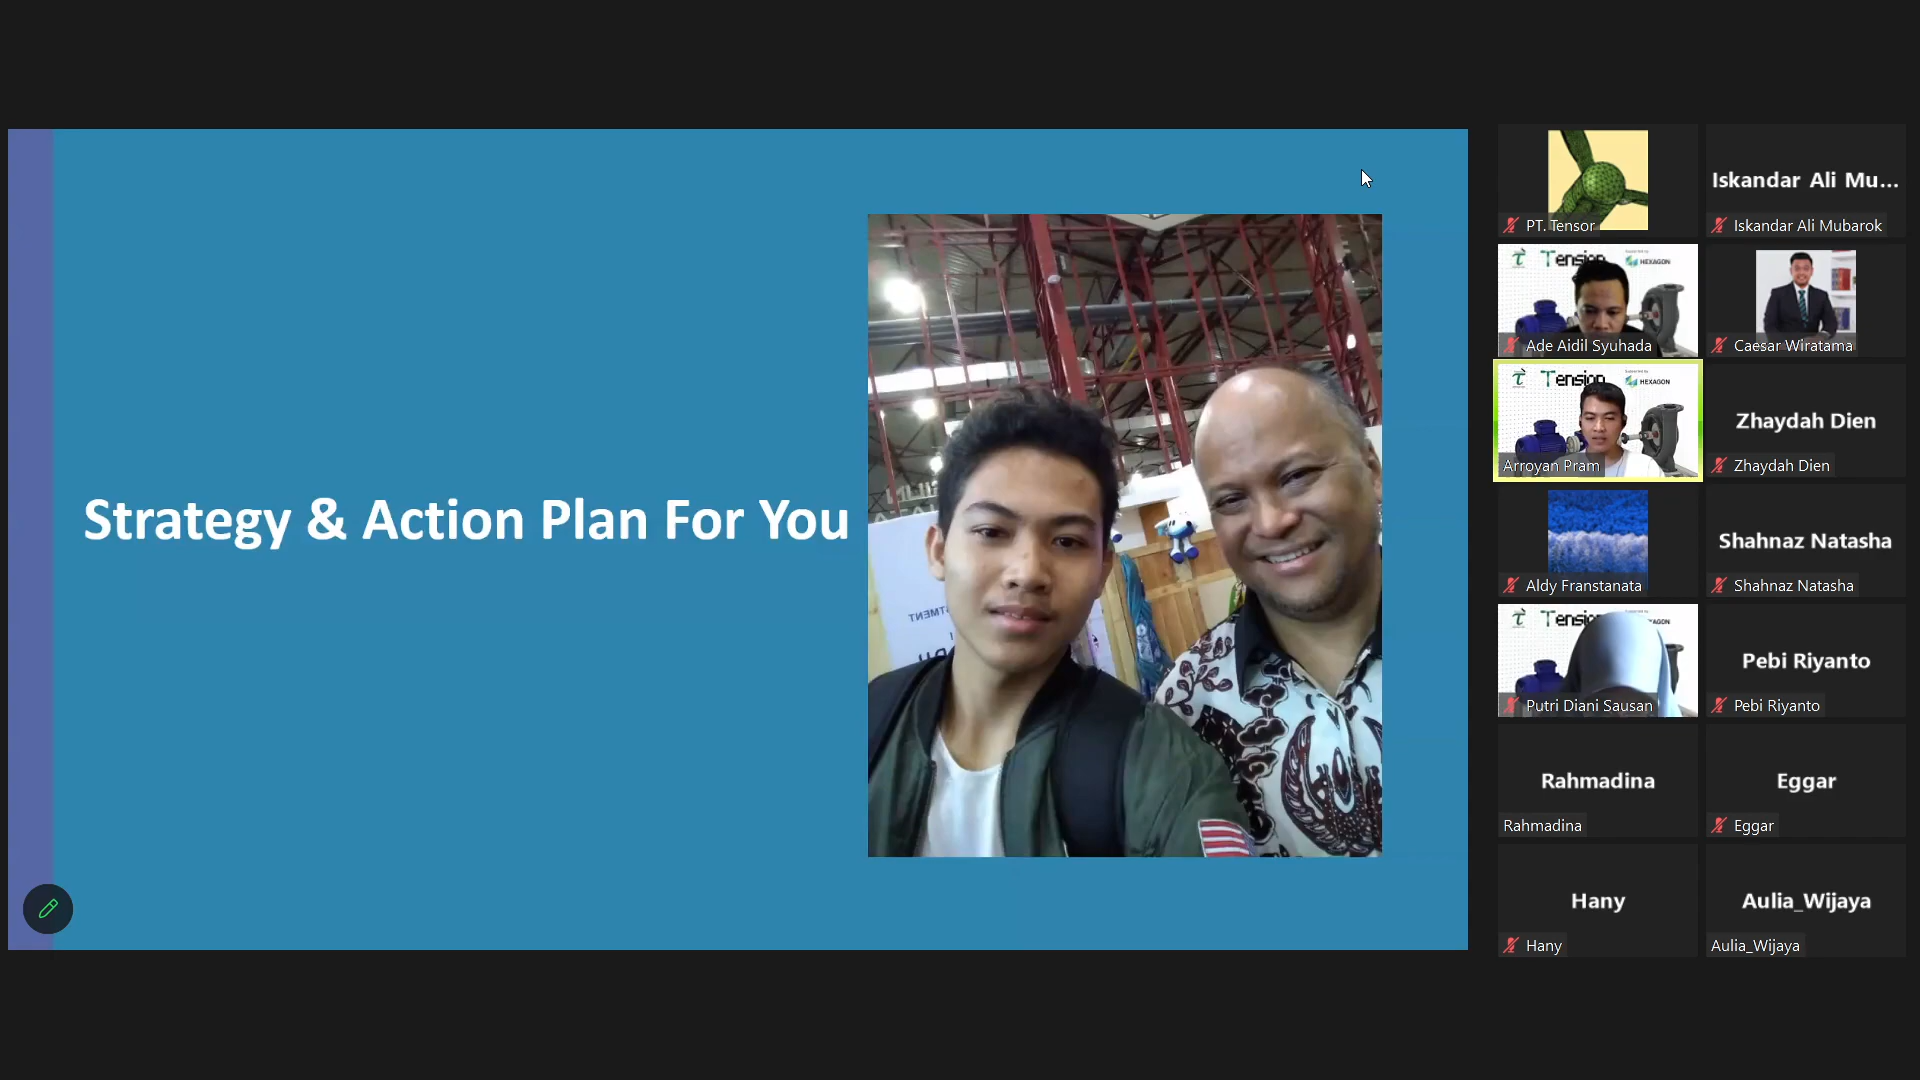 Strategy & Action Plan For You
PT. Tensor
Iskandar Ali Mu...
Iskandar Ali Mubarok
Tension
HEXAGON
Ade Aidil Syuhada
Caesar Wiratama
Tension
HEXAGON
Arroyan Pram
Zhaydah Dien
Zhaydah Dien
Aldy Franstanata
Shahnaz Natasha
Shahnaz Natasha
Tension
HEXAGON
Putri Diani Sausan
Pebi Riyanto
Pebi Riyanto
Rahmadina
Rahmadina
Eggar
Eggar
Hany
Hany
Aulia_Wijaya
Aulia_Wijaya